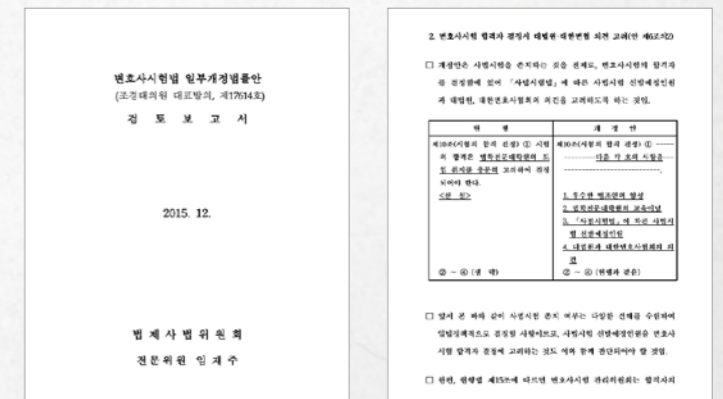 변호사시험법 일부개정법률안
(조경태의원 대표발의, 제17614호)
검 토 보 고 서
2015. 12.
법 제 사 법 위 원 회
전 문 위 원 임 재 주
2. 변호사시험 합격자 결정시 대법원·대한변협 의견 고려(안 제6조의2)
□ 개정안은 사법시험을 존치하는 것을 전제로, 변호사시험의 합격자
를 결정함에 있어 「사법시험법」에 따른 사법시험 선발예정인원
과 대법원, 대한변호사협회의 의견을 고려하도록 하는 것임.
현 행
개 정 안
제10조(시험의 합격 결정) ① 시험
의 합격은 법학전문대학원의 도
입 취지를 충분히 고려하여 결정
되어야 한다.
<신 설>
② ∼ ④ (생 략)
제10조(시험의 합격 결정) ① ------
------------다음 각 호의 사항을---
--------------------------.
1. 우수한 법조인의 양성
2. 법학전문대학원의 교육이념
3. 「사법시험법」에 따른 사법시
험 선발예정인원
4. 대법원과 대한변호사협회의 의
견
② ∼ ④ (현행과 같음)
□ 앞서 본 바와 같이 사법시험 존치 여부는 다양한 견해를 수렴하여
입법정책적으로 결정될 사항이므로, 사법시험 선발예정인원을 변호사
시험 합격자 결정에 고려하는 것도 이와 함께 판단되어야 할 것임.
□ 한편, 현행법 제15조에 따르면 변호사시험 관리위원회는 합격자의